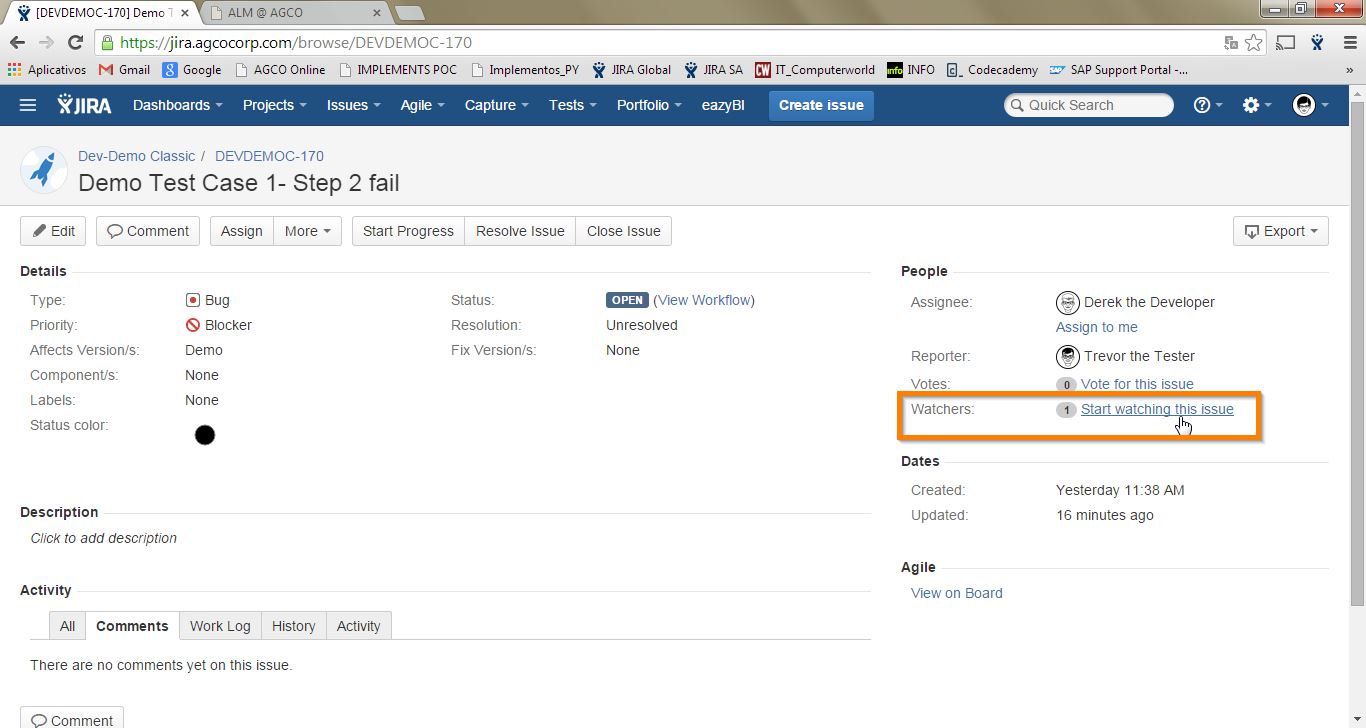 [DEVDEMOC-170] Demo T
ALM @ AGCO
https://jira.agcocorp.com/browse/DEVDEMOC-170
Aplicativos Gmail Google AGCO Online IMPLEMENTS POC Implementos_PY JIRA Global JIRA SA CW IT_Computerworld info INFO c_ Codecademy SAP SAP Support Portal -... »
JIRA Dashboards Projects Issues Agile Capture Tests Portfolio eazyBI Create issue Quick Search
Dev-Demo Classic / DEVDEMOC-170
Demo Test Case 1- Step 2 fail
Edit Comment Assign More Start Progress Resolve Issue Close Issue Export
Details
Type: Bug
Priority: Blocker
Affects Version/s: Demo
Component/s: None
Labels: None
Status color:
Status: OPEN (View Workflow)
Resolution: Unresolved
Fix Version/s: None
Description
Click to add description
Activity
All Comments Work Log History Activity
There are no comments yet on this issue.
Comment
People
Assignee: Derek the Developer
Assign to me
Reporter: Trevor the Tester
Votes: 0 Vote for this issue
Watchers: 1 Start watching this issue
Dates
Created: Yesterday 11:38 AM
Updated: 16 minutes ago
Agile
View on Board